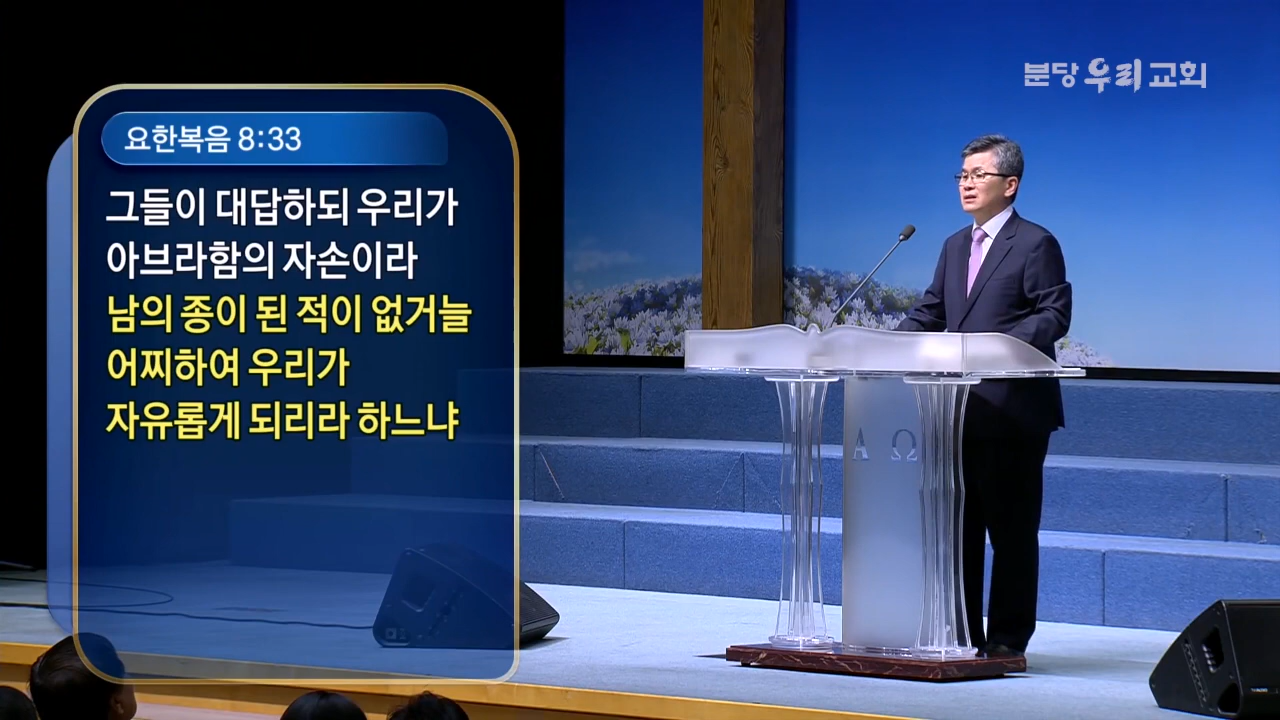 분당우리교회
요한복음 8:33
그들이 대답하되 우리가
아브라함의 자손이라
남의 종이 된 적이 없거늘
어찌하여 우리가
자유롭게 되리라 하느냐
Α Ω